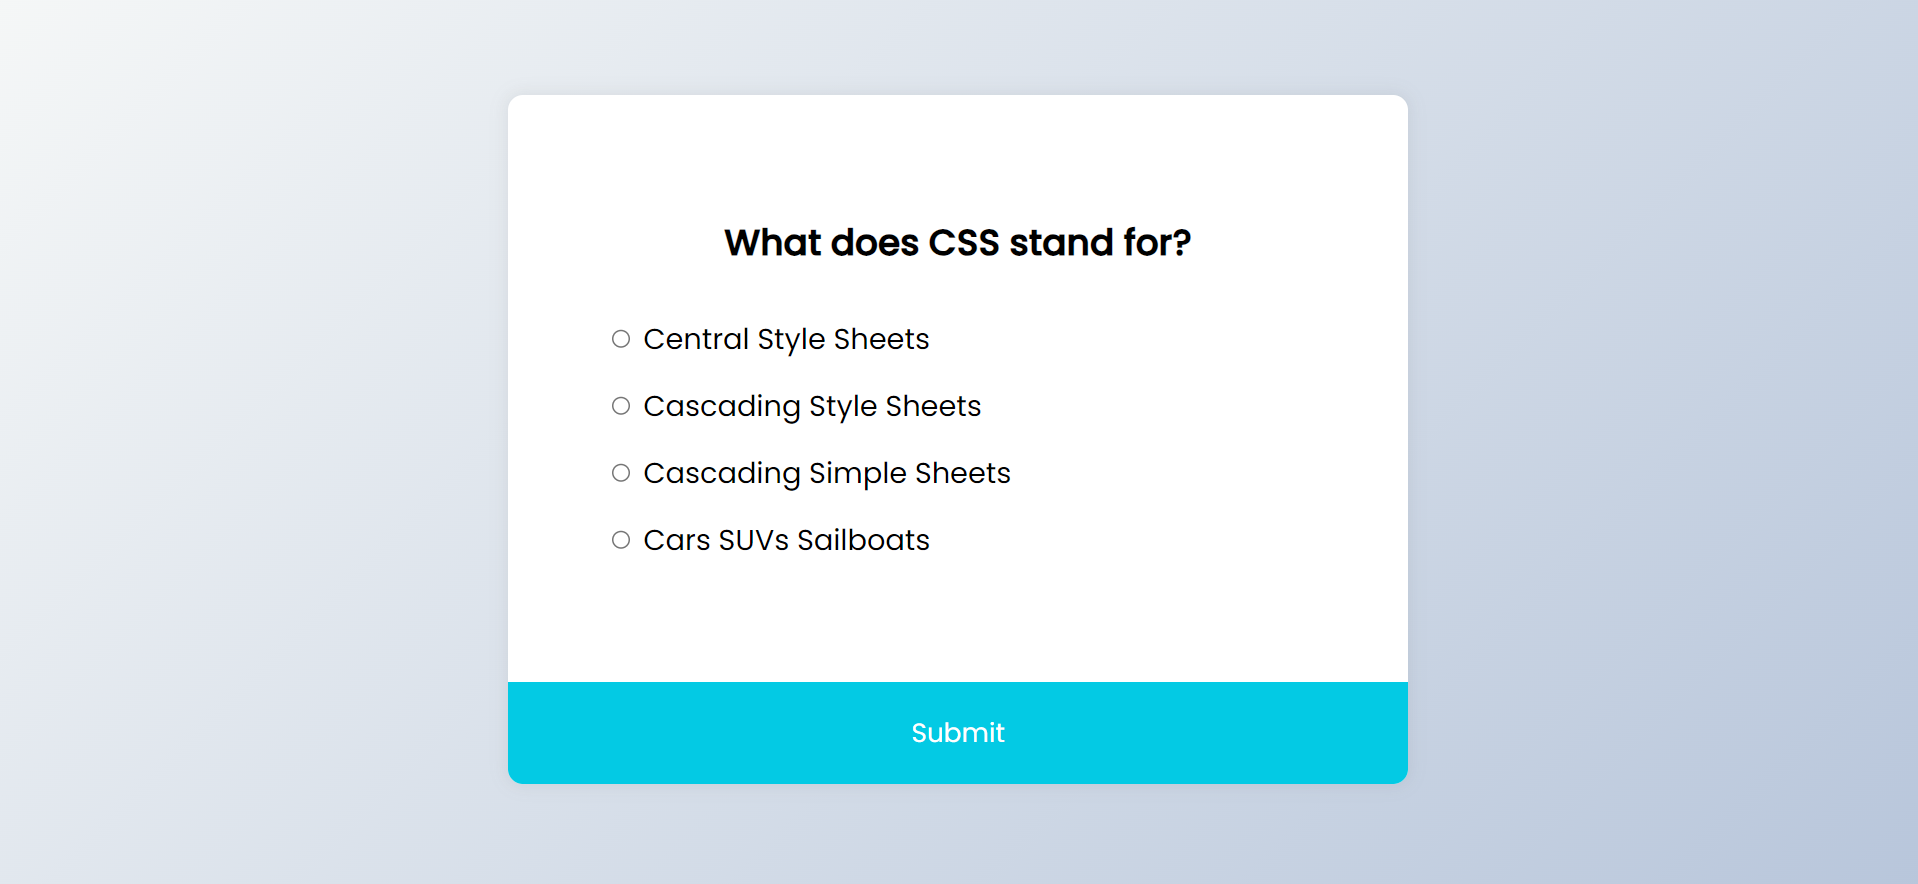 What does CSS stand for?
Central Style Sheets
Cascading Style Sheets
Cascading Simple Sheets
Cars SUVs Sailboats
Submit